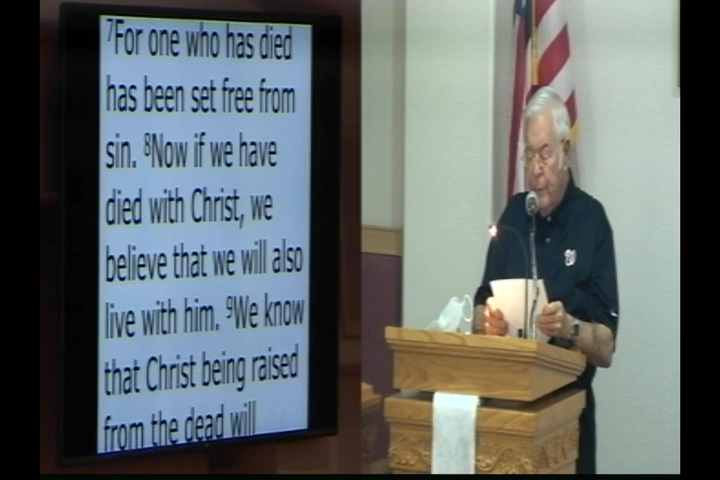 ⁷For one who has died
has been set free from
sin. ⁸Now if we have
died with Christ, we
believe that we will also
live with him. ⁹We know
that Christ being raised
from the dead will